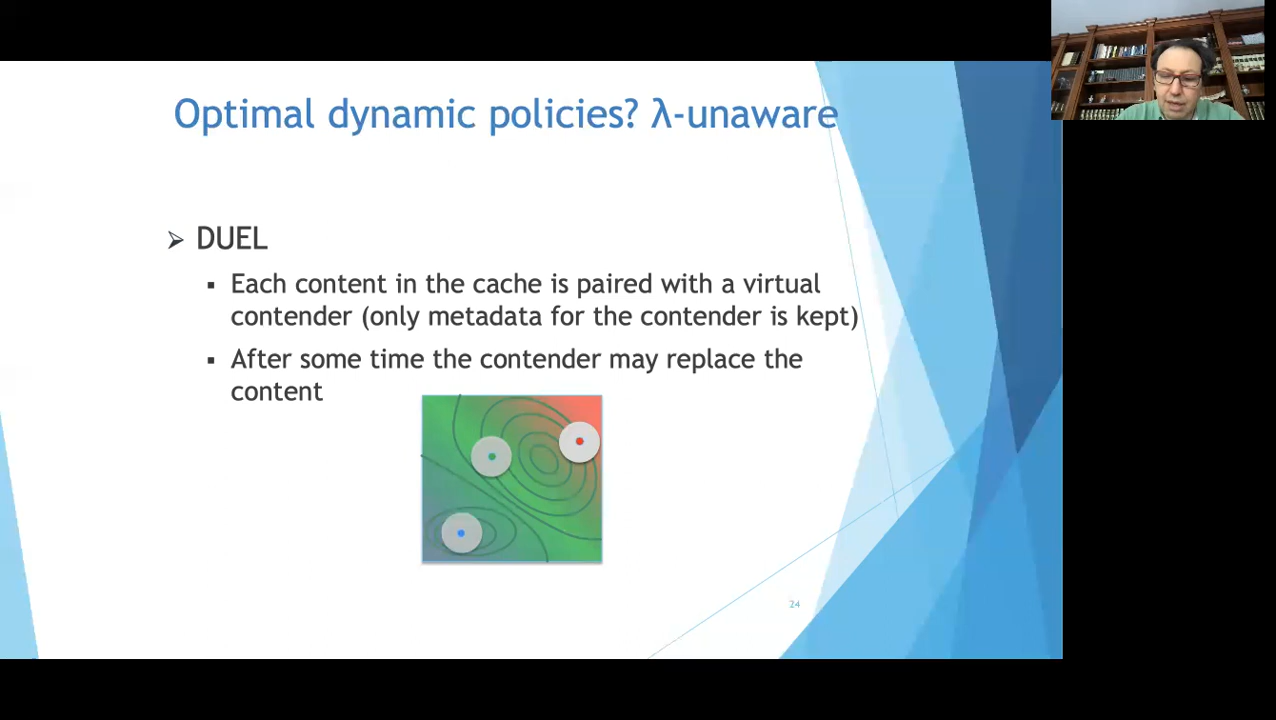 Optimal dynamic policies? λ-unaware
➢ DUEL
▪ Each content in the cache is paired with a virtual
contender (only metadata for the contender is kept)
▪ After some time the contender may replace the
content
24